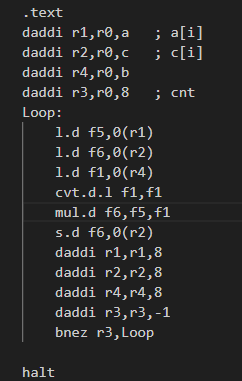 .text
daddi r1,r0,a   ; a[i]
daddi r2,r0,c   ; c[i]
daddi r4,r0,b
daddi r3,r0,8   ; cnt
Loop:
    l.d f5,0(r1)
    l.d f6,0(r2)
    l.d f1,0(r4)
    cvt.d.l f1,f1
    mul.d f6,f5,f1
    s.d f6,0(r2)
    daddi r1,r1,8
    daddi r2,r2,8
    daddi r4,r4,8
    daddi r3,r3,-1
    bnez r3,Loop
halt